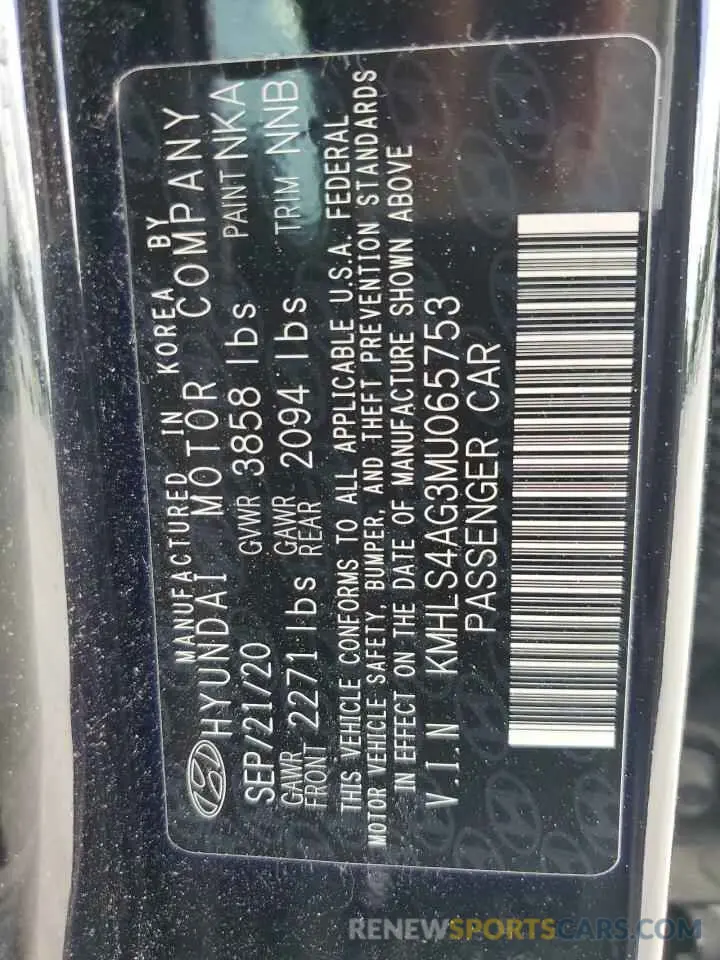 MANUFACTURED IN KOREA BY
HYUNDAI MOTOR COMPANY
SEP/21/20 GVWR 3858 lbs PAINT NKA
GAWR FRONT 2271 lbs GAWR REAR 2094 lbs TRIM NNB
THIS VEHICLE CONFORMS TO ALL APPLICABLE U.S.A. FEDERAL
MOTOR VEHICLE SAFETY, BUMPER, AND THEFT PREVENTION STANDARDS
IN EFFECT ON THE DATE OF MANUFACTURE SHOWN ABOVE
V.I.N KMHLS4AG3MU065753
PASSENGER CAR
RENEWSPORTSCARS.COM